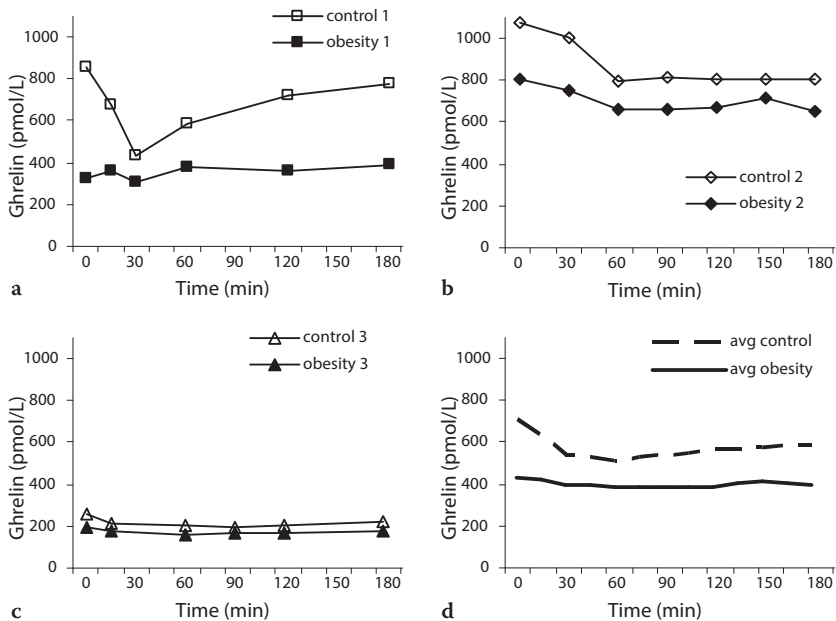 control 1
obesity 1
Ghrelin (pmol/L)
1000
800
600
400
200
0
0 30 60 90 120 150 180
Time (min)
a
control 2
obesity 2
Ghrelin (pmol/L)
1000
800
600
400
200
0
0 30 60 90 120 150 180
Time (min)
b
control 3
obesity 3
Ghrelin (pmol/L)
1000
800
600
400
200
0
0 30 60 90 120 150 180
Time (min)
c
avg control
avg obesity
Ghrelin (pmol/L)
1000
800
600
400
200
0
0 30 60 90 120 150 180
Time (min)
d